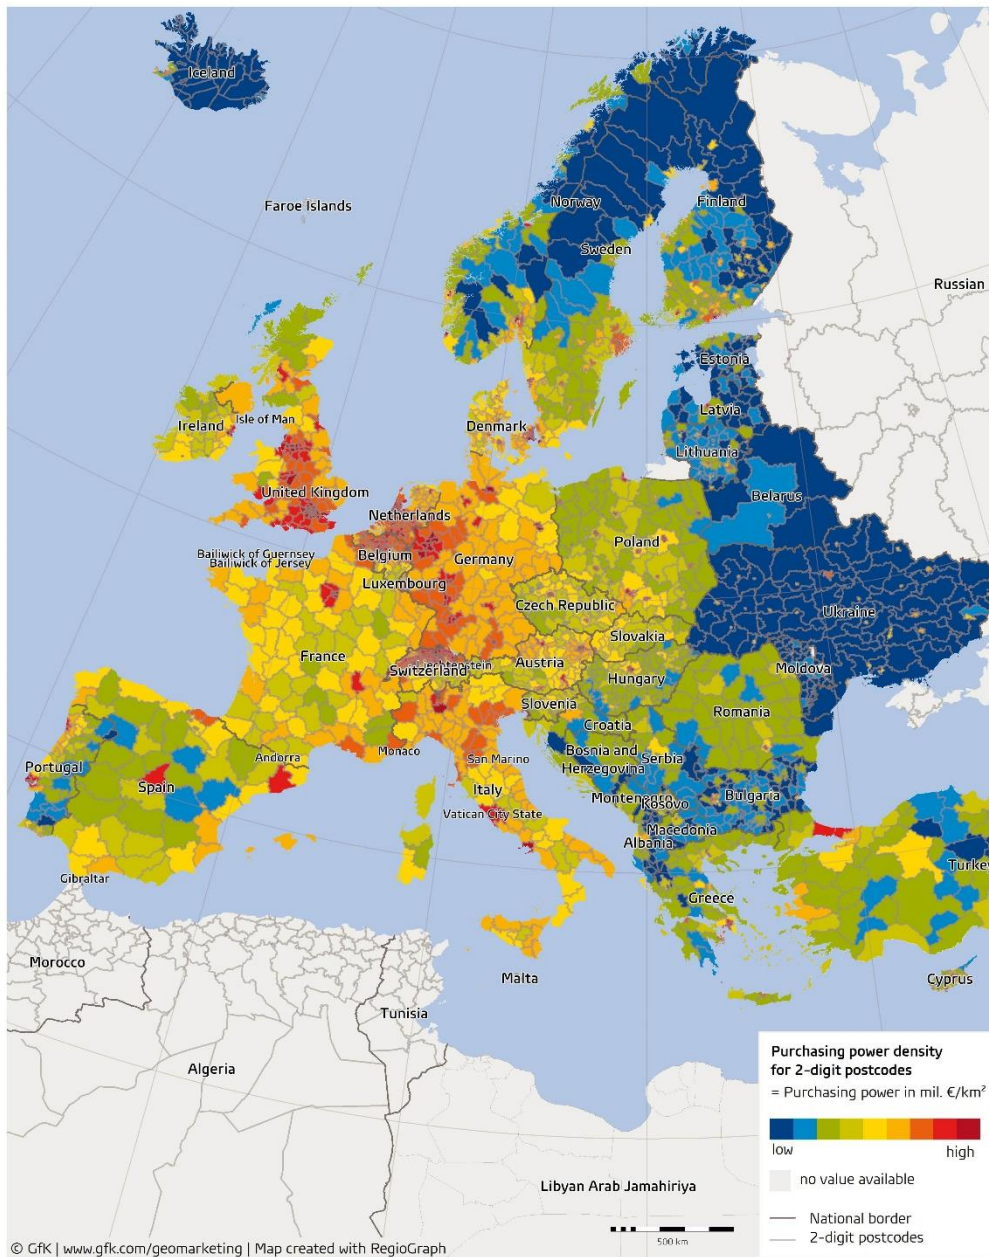 Iceland
Faroe Islands
Norway
Finland
Sweden
Russian
Estonia
Latvia
Lithuania
Isle of Man
Ireland
Denmark
United Kingdom
Netherlands
Belarus
Bailiwick of Guernsey
Bailiwick of Jersey
Belgium
Germany
Poland
Luxembourg
Czech Republic
Ukraine
Slovakia
France
Switzerland
Liechtenstein
Austria
Moldova
Hungary
Slovenia
Romania
Croatia
Monaco
San Marino
Bosnia and
Herzegovina
Serbia
Andorra
Portugal
Spain
Italy
Montenegro
Kosovo
Bulgaria
Vatican City State
Macedonia
Albania
Turkey
Gibraltar
Greece
Morocco
Malta
Cyprus
Tunisia
Algeria
Libyan Arab Jamahiriya
500 km
Purchasing power density
for 2-digit postcodes
= Purchasing power in mil. €/km²
low high
no value available
National border
2-digit postcodes
© GfK | www.gfk.com/geomarketing | Map created with RegioGraph